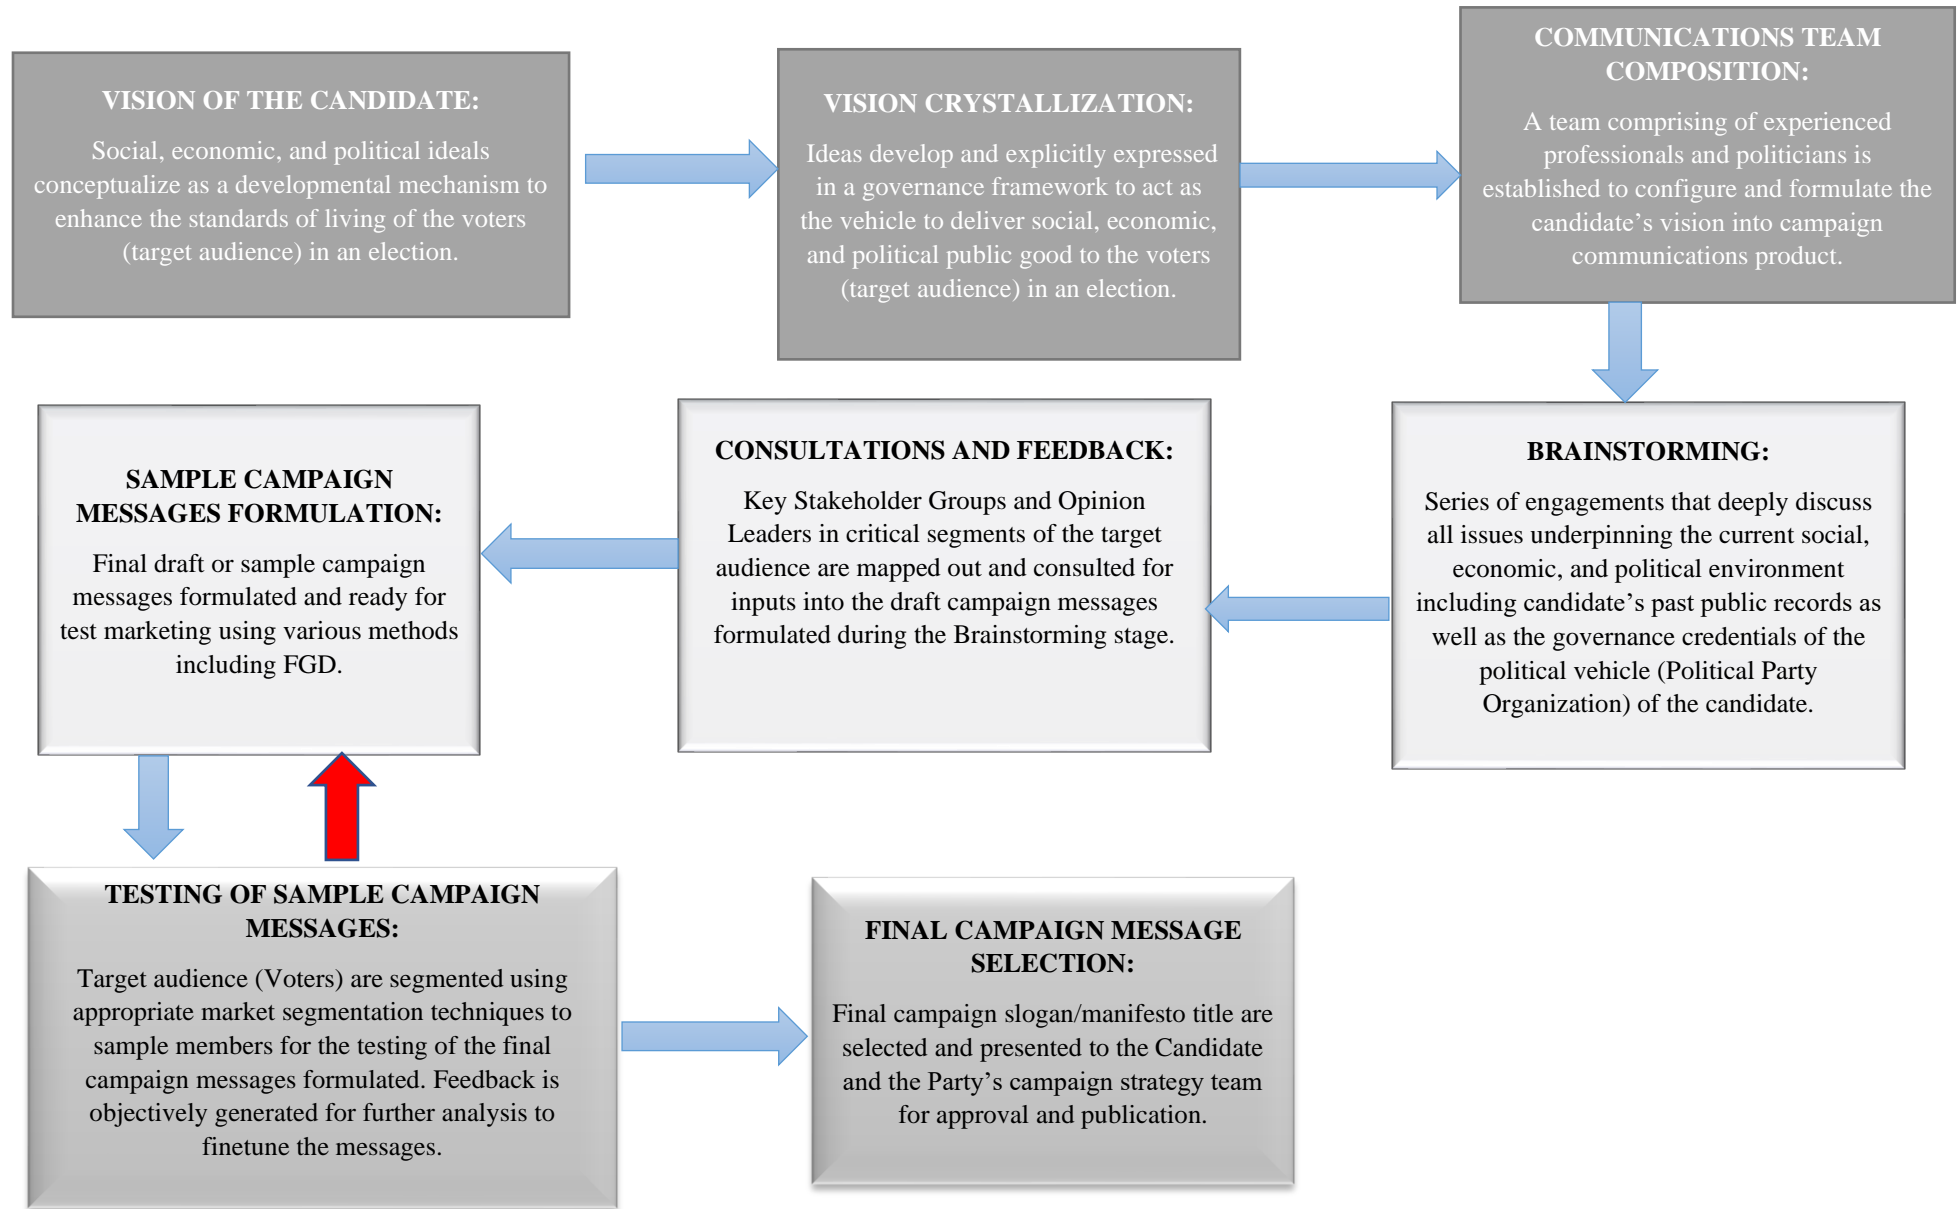 VISION OF THE CANDIDATE:
Social, economic, and political ideals
conceptualize as a developmental mechanism to
enhance the standards of living of the voters
(target audience) in an election.
VISION CRYSTALLIZATION:
Ideas develop and explicitly expressed
in a governance framework to act as
the vehicle to deliver social, economic,
and political public good to the voters
(target audience) in an election.
COMMUNICATIONS TEAM
COMPOSITION:
A team comprising of experienced
professionals and politicians is
established to configure and formulate the
candidate’s vision into campaign
communications product.
BRAINSTORMING:
Series of engagements that deeply discuss
all issues underpinning the current social,
economic, and political environment
including candidate’s past public records as
well as the governance credentials of the
political vehicle (Political Party
Organization) of the candidate.
CONSULTATIONS AND FEEDBACK:
Key Stakeholder Groups and Opinion
Leaders in critical segments of the target
audience are mapped out and consulted for
inputs into the draft campaign messages
formulated during the Brainstorming stage.
SAMPLE CAMPAIGN
MESSAGES FORMULATION:
Final draft or sample campaign
messages formulated and ready for
test marketing using various methods
including FGD.
TESTING OF SAMPLE CAMPAIGN
MESSAGES:
Target audience (Voters) are segmented using
appropriate market segmentation techniques to
sample members for the testing of the final
campaign messages formulated. Feedback is
objectively generated for further analysis to
finetune the messages.
FINAL CAMPAIGN MESSAGE
SELECTION:
Final campaign slogan/manifesto title are
selected and presented to the Candidate
and the Party’s campaign strategy team
for approval and publication.